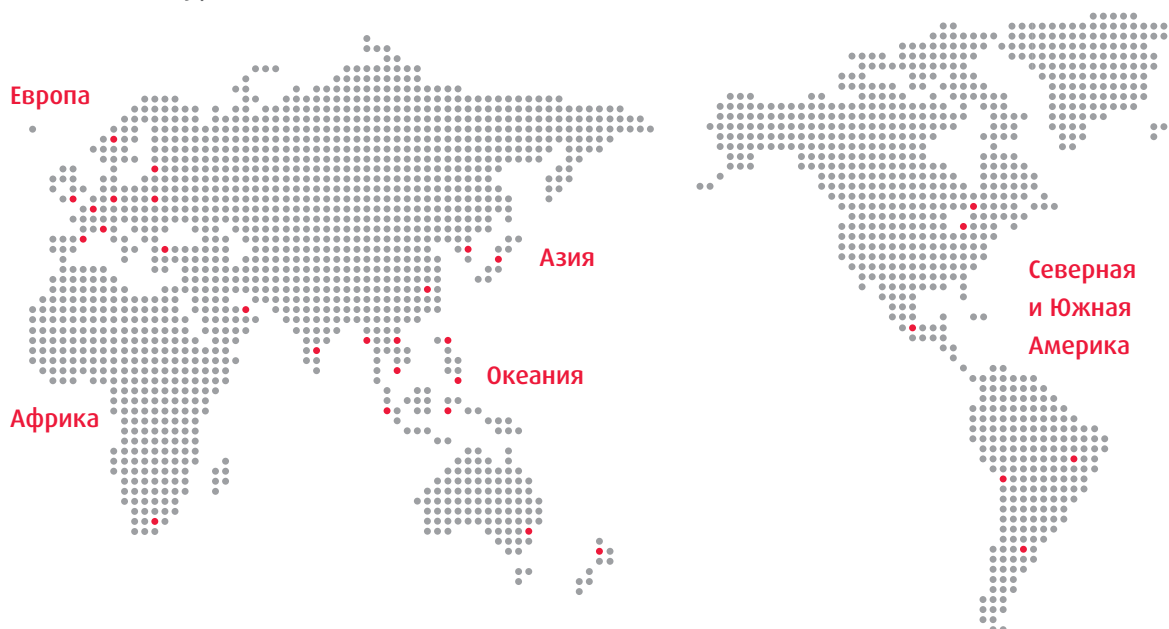 Европа
Азия
Океания
Африка
Северная
и Южная
Америка